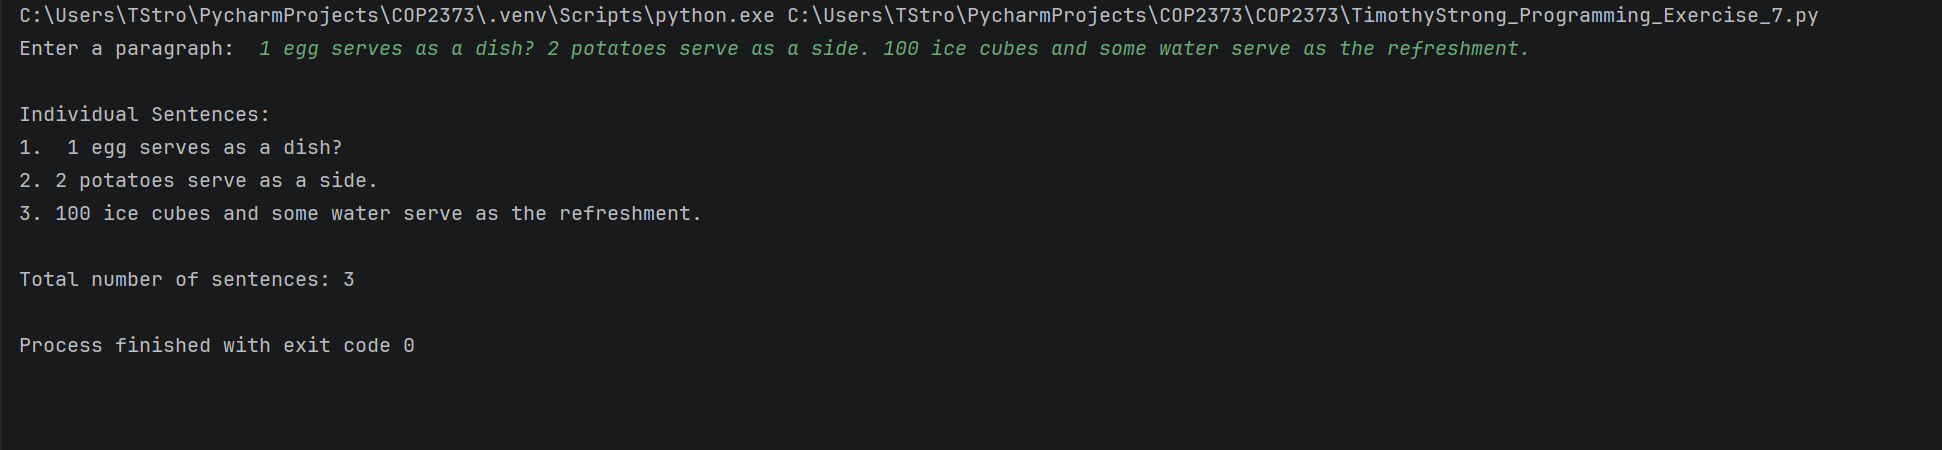 C:\Users\TStro\PycharmProjects\COP2373\.venv\Scripts\python.exe C:\Users\TStro\PycharmProjects\COP2373\COP2373\TimothyStrong_Programming_Exercise_7.py
Enter a paragraph:  1 egg serves as a dish? 2 potatoes serve as a side. 100 ice cubes and some water serve as the refreshment.
Individual Sentences:
1.  1 egg serves as a dish?
2. 2 potatoes serve as a side.
3. 100 ice cubes and some water serve as the refreshment.
Total number of sentences: 3
Process finished with exit code 0